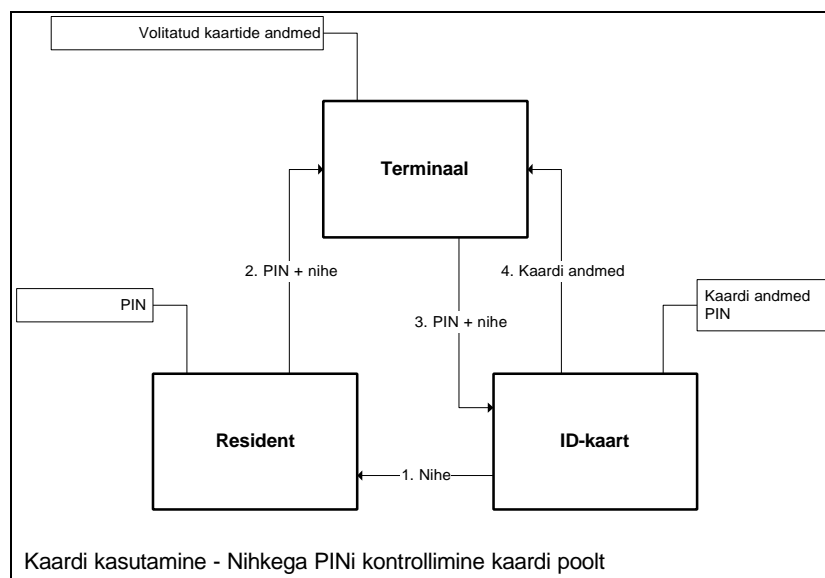 Volitatud kaartide andmed
Terminaal
2. PIN + nihe
4. Kaardi andmed
PIN
3. PIN + nihe
Kaardi andmed
PIN
Resident
ID-kaart
1. Nihe
Kaardi kasutamine - Nihkega PINi kontrollimine kaardi poolt